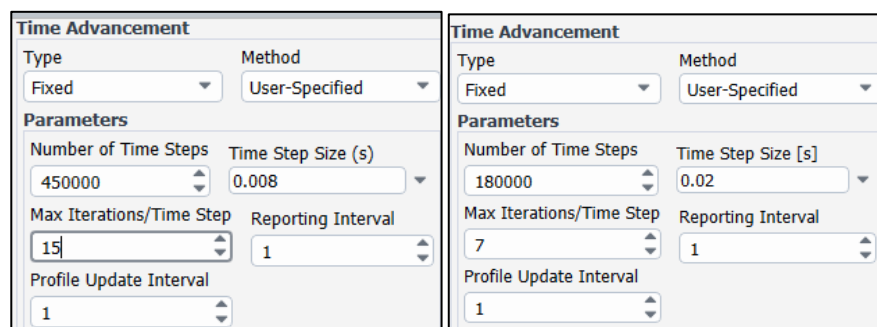 Time Advancement
Type Method
Fixed User-Specified
Parameters
Number of Time Steps Time Step Size (s)
450000 0.008
Max Iterations/Time Step Reporting Interval
15 1
Profile Update Interval
1
Time Advancement
Type Method
Fixed User-Specified
Parameters
Number of Time Steps Time Step Size [s]
180000 0.02
Max Iterations/Time Step Reporting Interval
7 1
Profile Update Interval
1